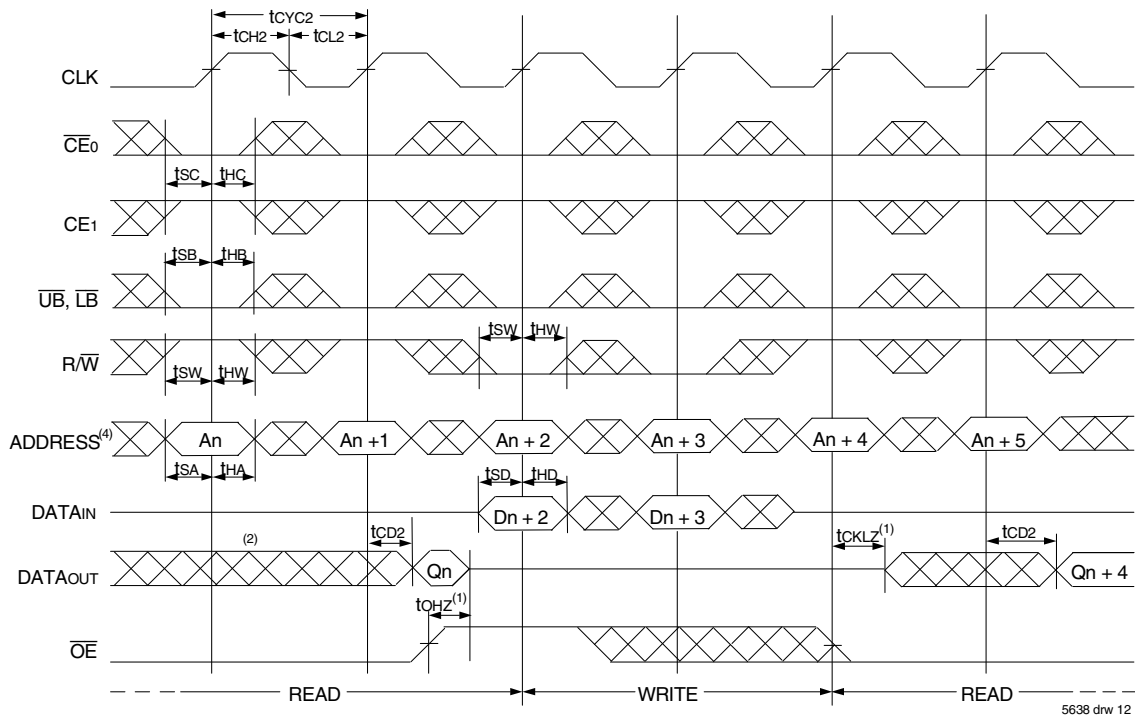 tCYC2
tCH2 tCL2
CLK
CE0
tSC tHC
CE1
tSB tHB
UB, LB
tSW tHW
R/W
tSW tHW
ADDRESS(4) An An +1 An + 2 An + 3 An + 4 An + 5
tSA tHA
tSD tHD
DATAIN Dn + 2 Dn + 3
(2) tCD2 tCKLZ(1) tCD2
DATAOUT Qn Qn + 4
tOHZ(1)
OE
READ WRITE READ
5638 drw 12